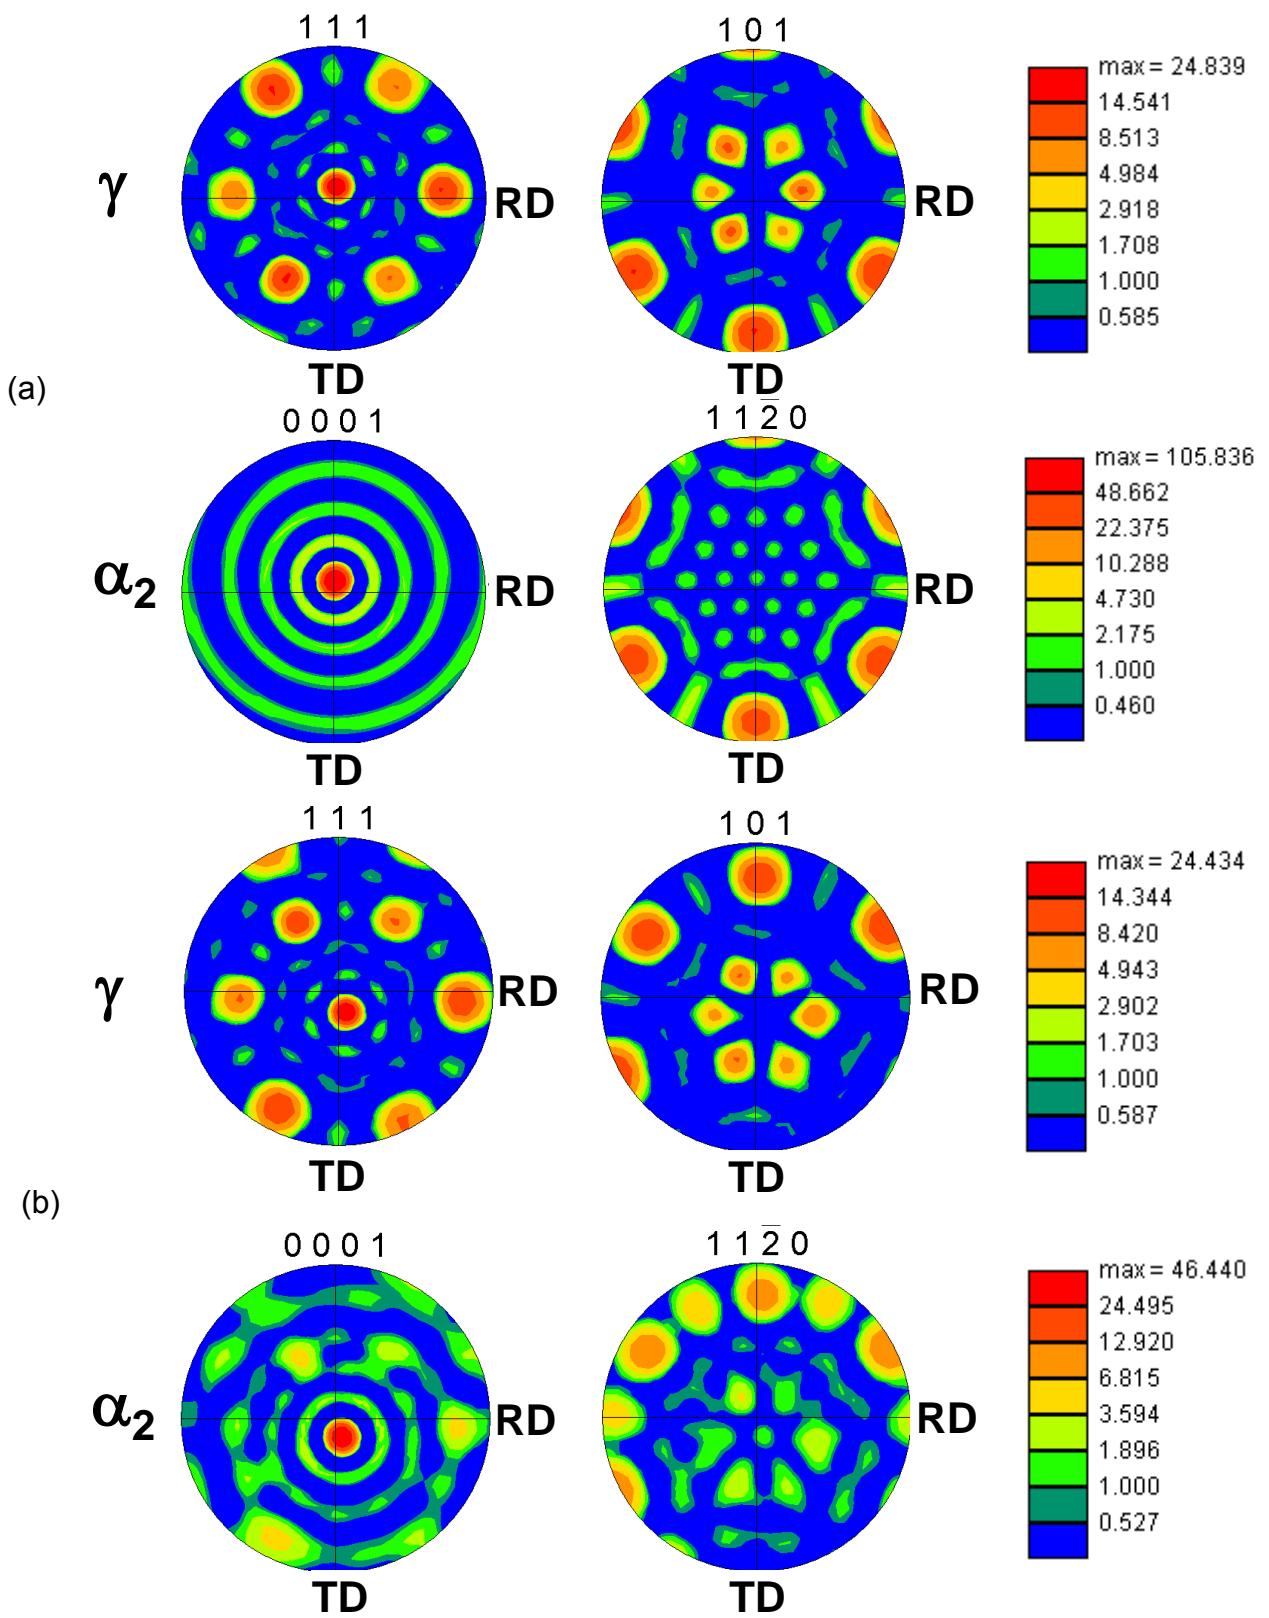 1 1 1
1 0 1
max = 24.839
14.541
8.513
4.984
2.918
1.708
1.000
0.585
γ
RD
RD
TD
TD
(a)
0 0 0 1
1 1 2̅ 0
max = 105.836
48.662
22.375
10.288
4.730
2.175
1.000
0.460
α2
RD
RD
TD
TD
1 1 1
1 0 1
max = 24.434
14.344
8.420
4.943
2.902
1.703
1.000
0.587
γ
RD
RD
TD
TD
(b)
0 0 0 1
1 1 2̅ 0
max = 46.440
24.495
12.920
6.815
3.594
1.896
1.000
0.527
α2
RD
RD
TD
TD